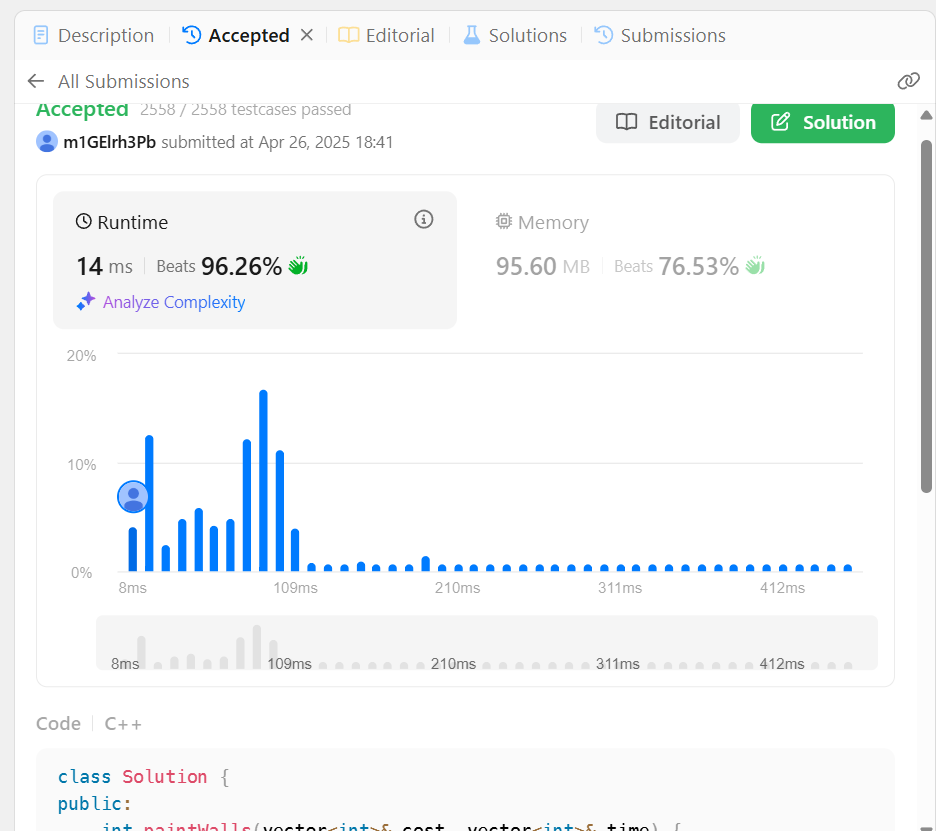 Description Accepted Editorial Solutions Submissions
All Submissions
Accepted 2558 / 2558 testcases passed
m1GElrh3Pb submitted at Apr 26, 2025 18:41
Editorial Solution
Runtime
14 ms Beats 96.26%
Analyze Complexity
Memory
95.60 MB Beats 76.53%
20%
10%
0%
8ms 109ms 210ms 311ms 412ms
8ms 109ms 210ms 311ms 412ms
Code C++
class Solution {
public:
int paintWalls(vector<int>& cost, vector<int>& time) {